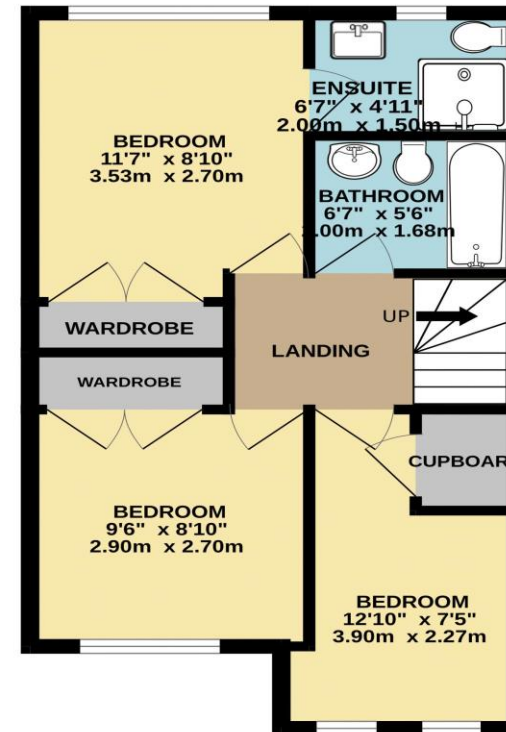 ENSUITE
6'7" x 4'11"
2.00m x 1.50m
BEDROOM
11'7" x 8'10"
3.53m x 2.70m
BATHROOM
6'7" x 5'6"
.00m x 1.68m
UP
WARDROBE
LANDING
WARDROBE
CUPBOAR
BEDROOM
9'6" x 8'10"
2.90m x 2.70m
BEDROOM
12'10" x 7'5"
3.90m x 2.27m